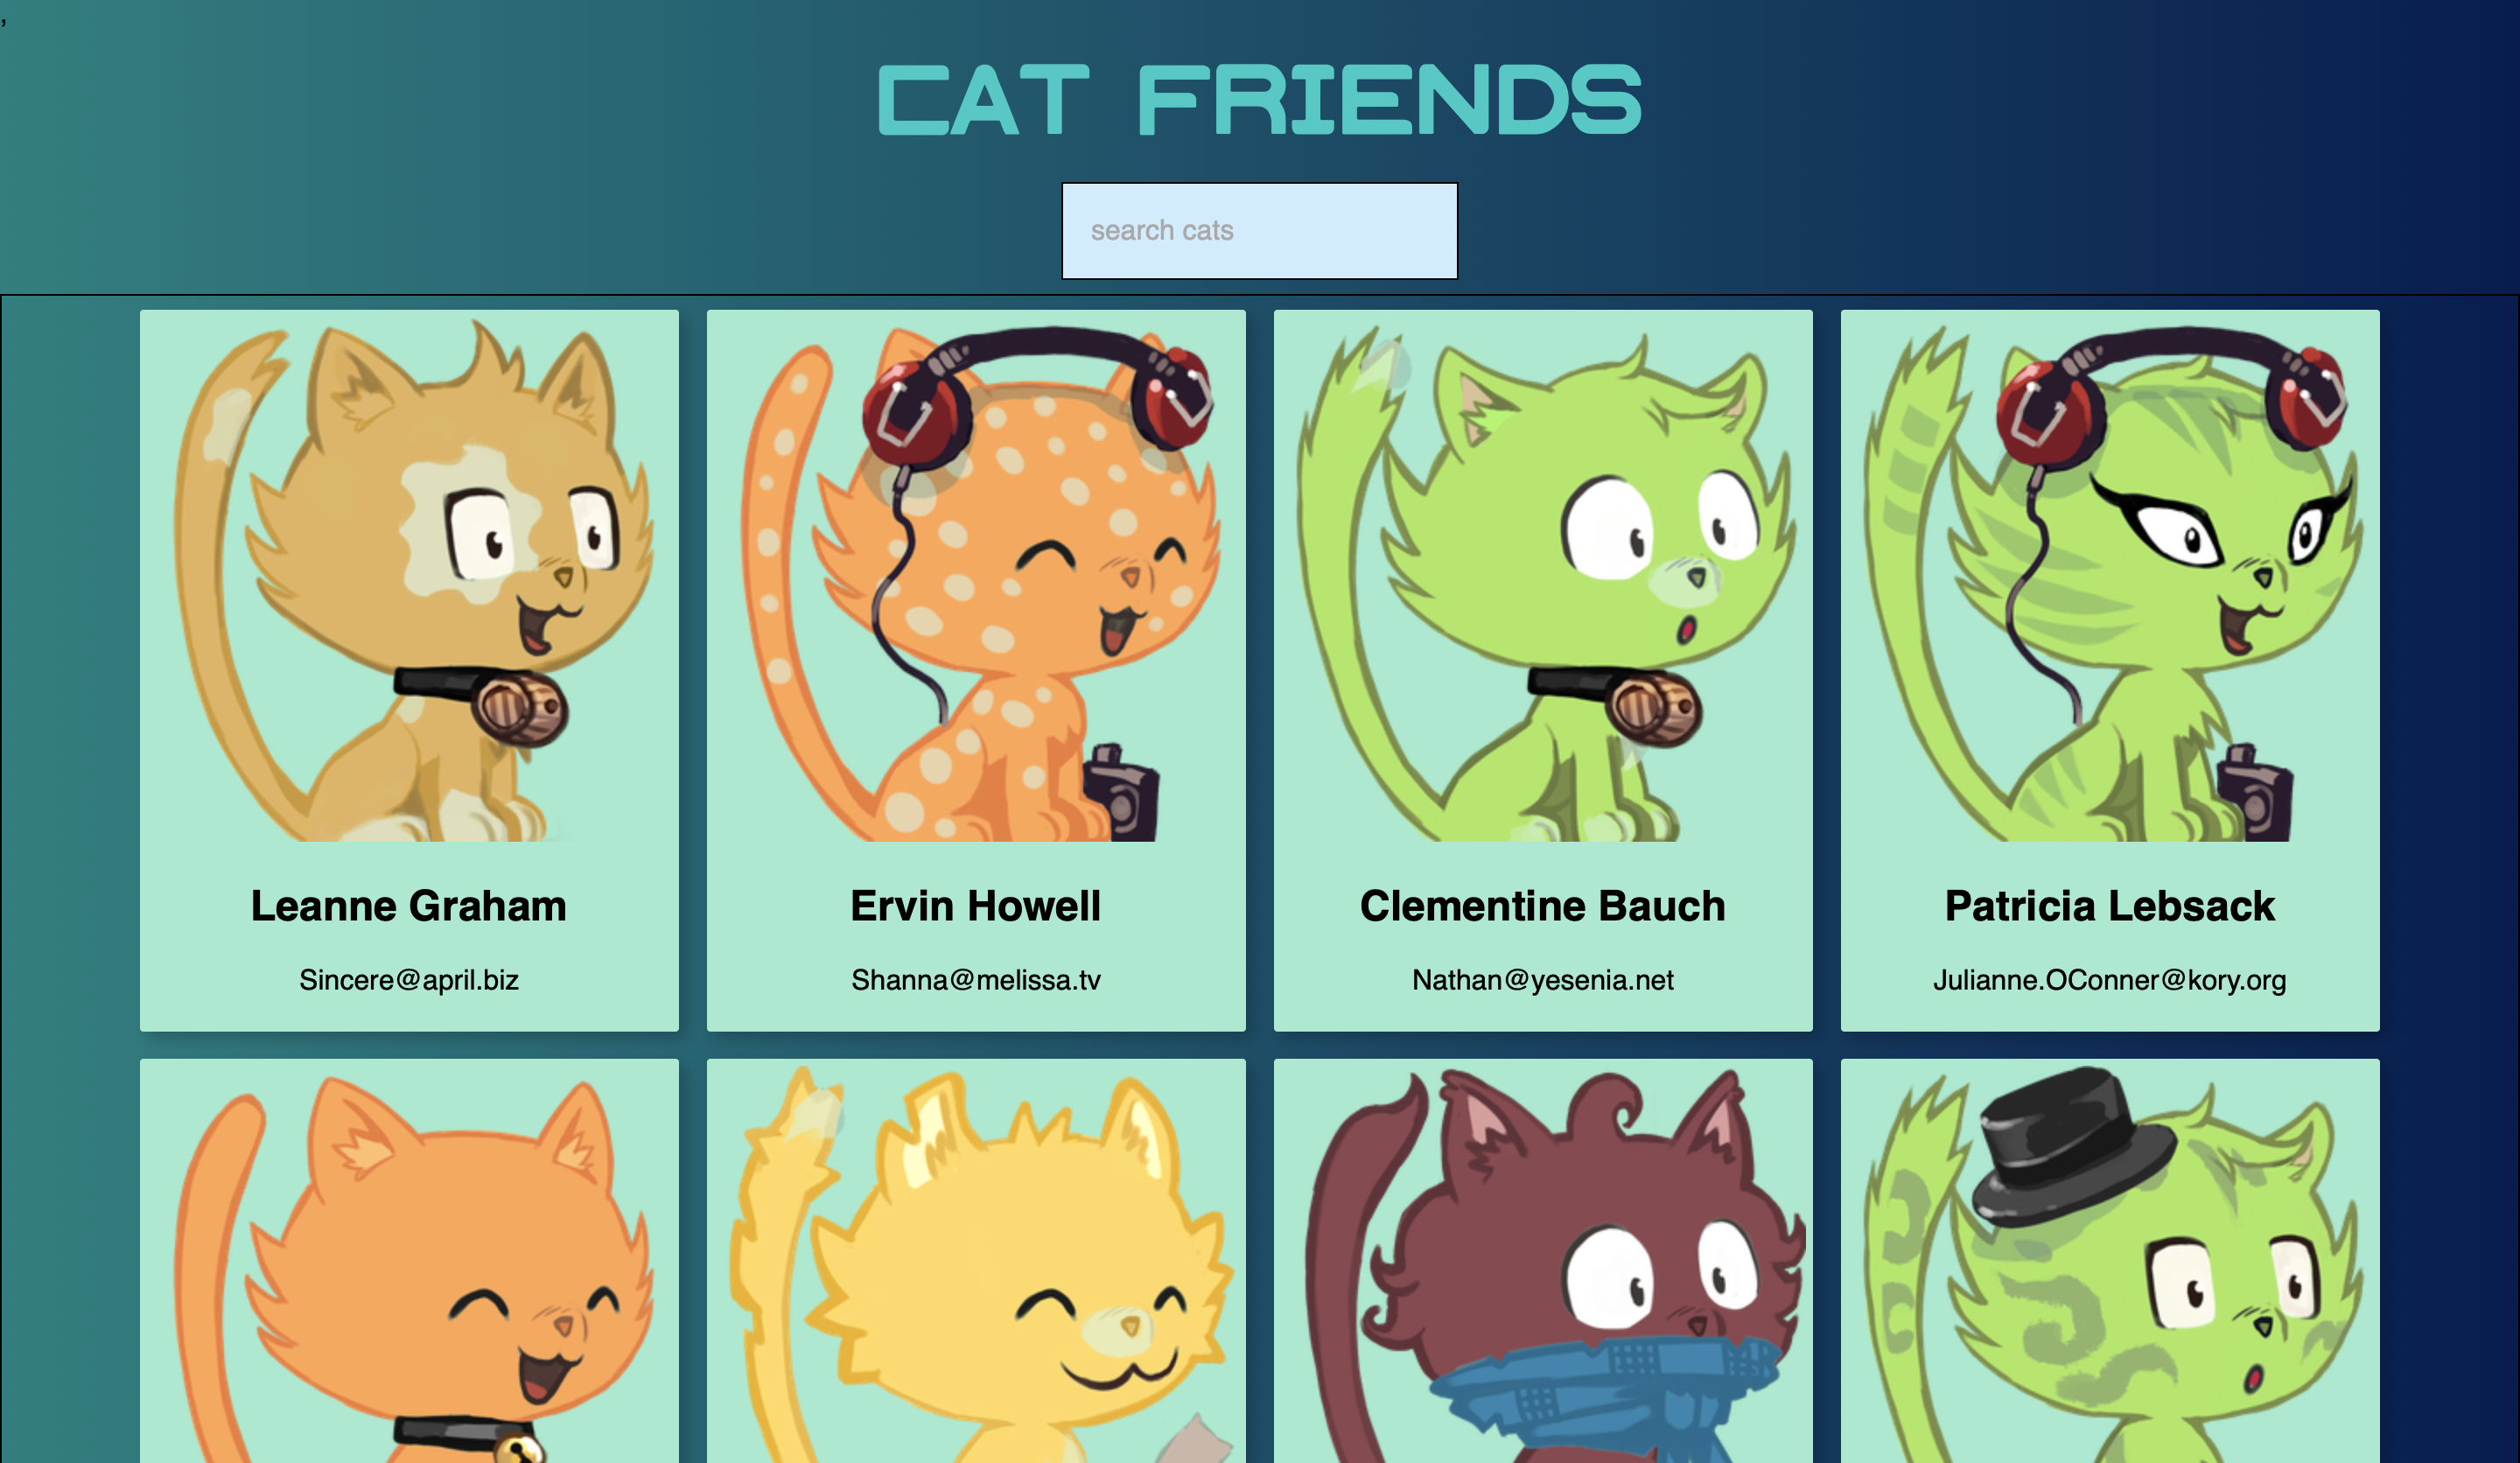 ,
CAT FRIENDS
search cats
Leanne Graham
Sincere@april.biz
Ervin Howell
Shanna@melissa.tv
Clementine Bauch
Nathan@yesenia.net
Patricia Lebsack
Julianne.OConner@kory.org